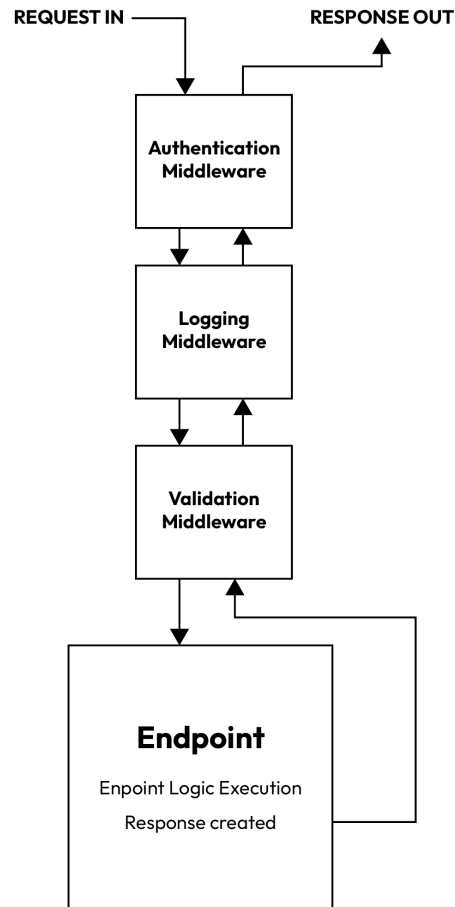 REQUEST IN
RESPONSE OUT
Authentication
Middleware
Logging
Middleware
Validation
Middleware
Endpoint
Enpoint Logic Execution
Response created